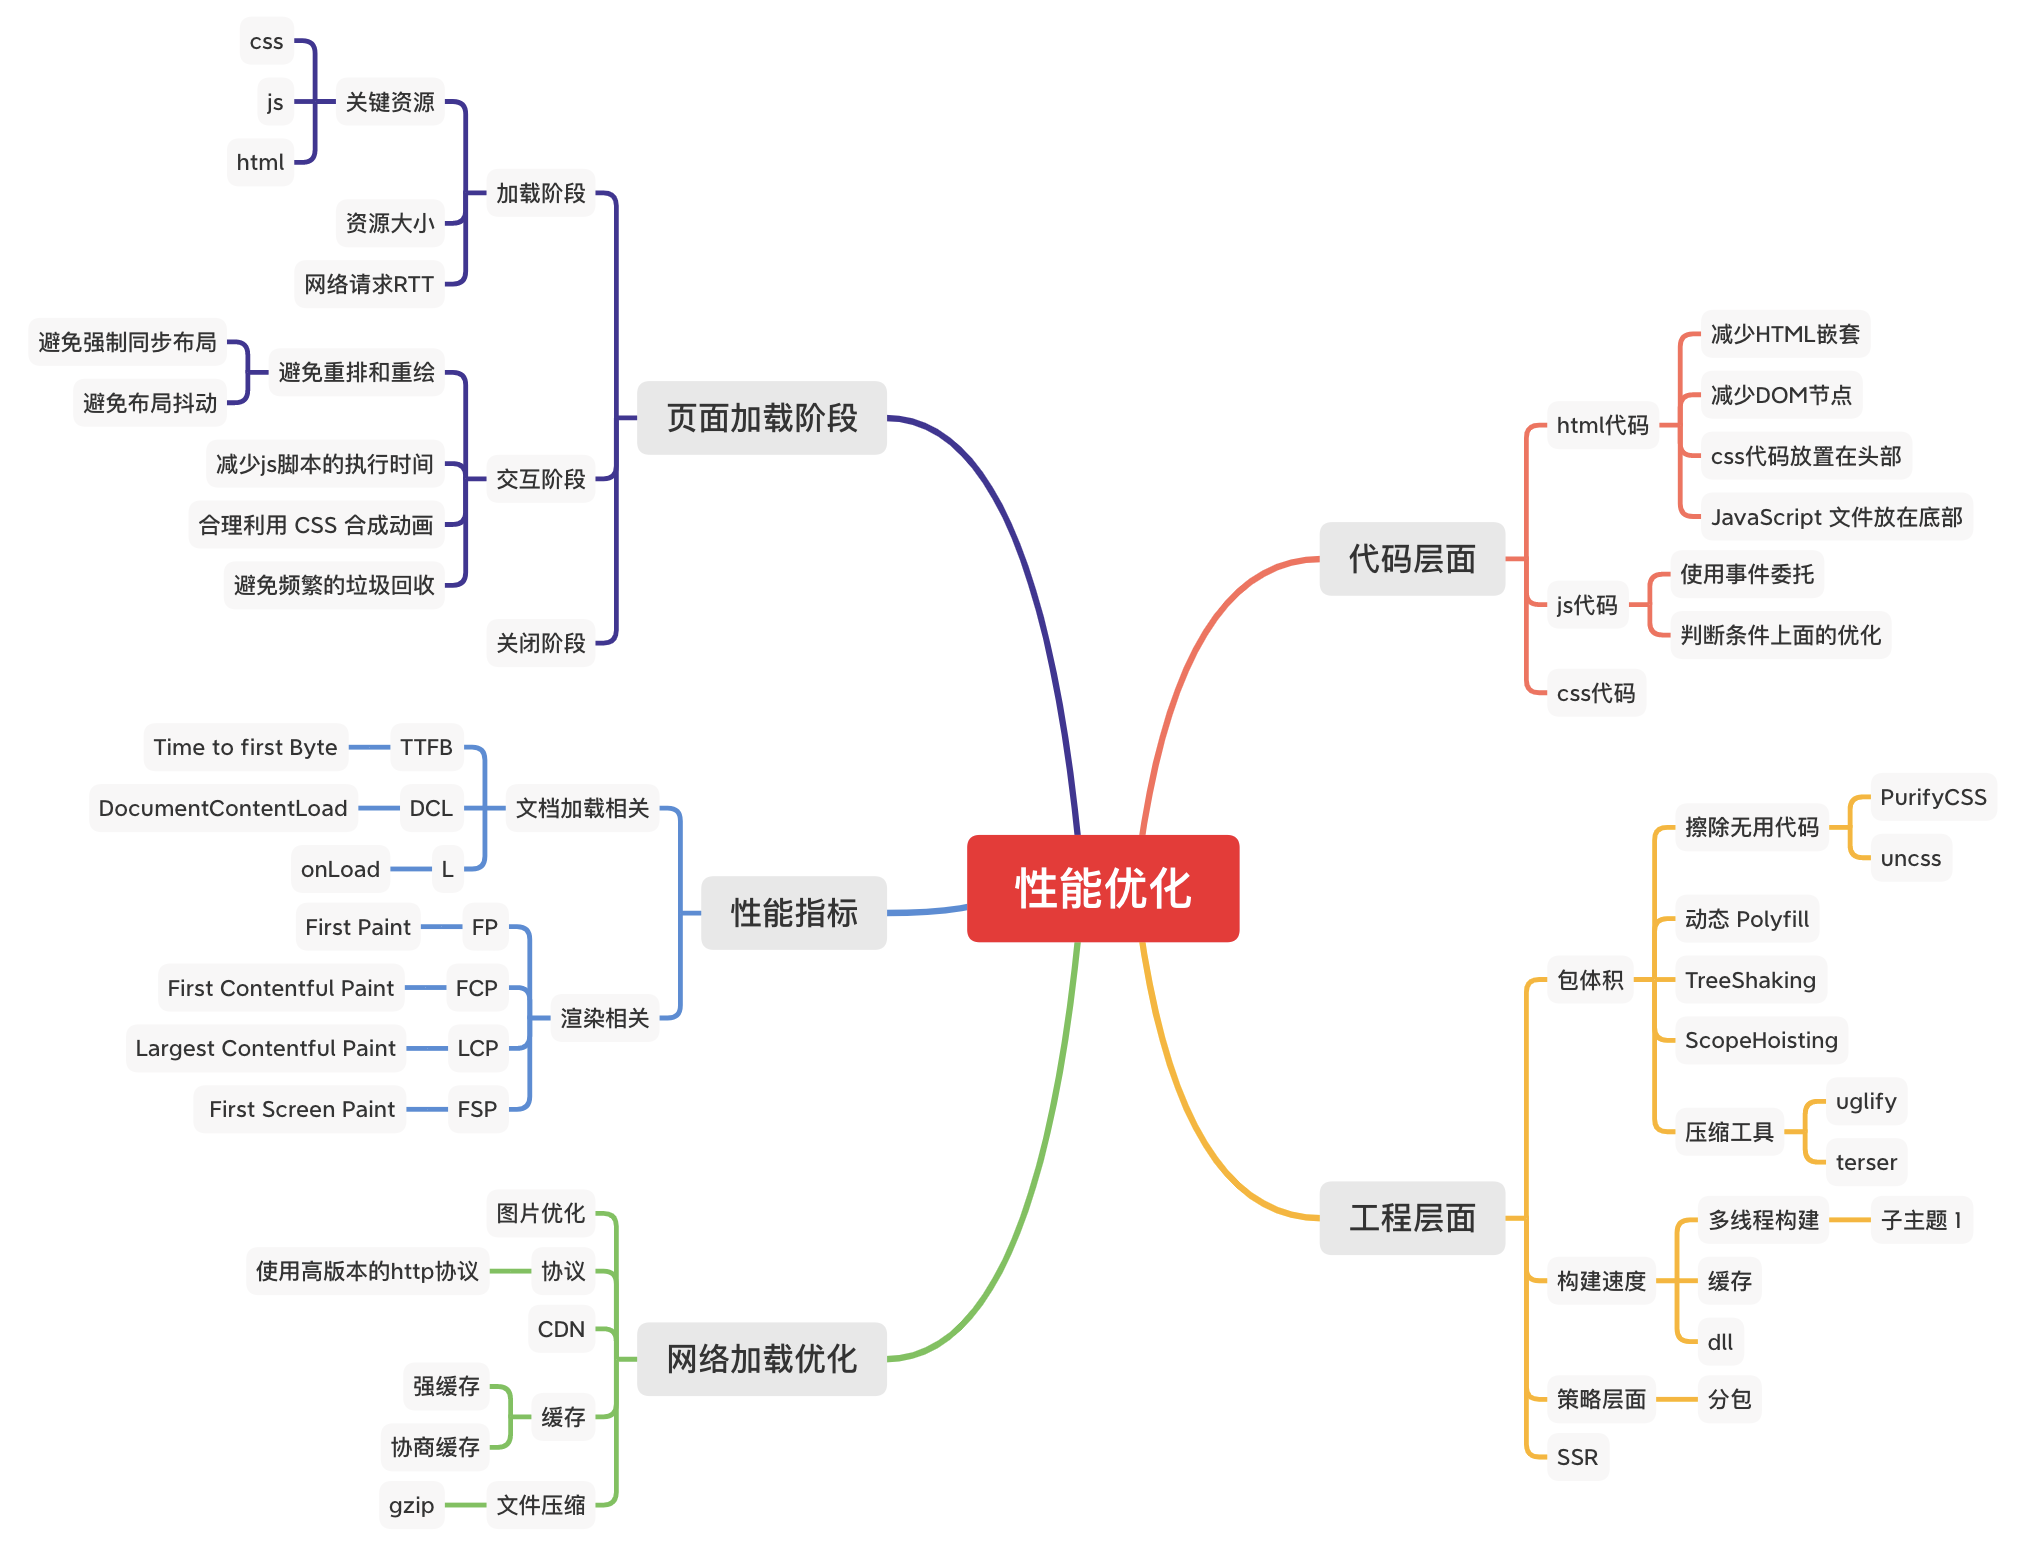 性能优化
代码层面
html代码
减少HTML嵌套
减少DOM节点
css代码放置在头部
JavaScript 文件放在底部
js代码
使用事件委托
判断条件上面的优化
css代码
工程层面
包体积
擦除无用代码
PurifyCSS
uncss
动态 Polyfill
TreeShaking
ScopeHoisting
压缩工具
uglify
terser
构建速度
多线程构建
子主题 1
缓存
dll
策略层面
分包
SSR
页面加载阶段
加载阶段
关键资源
css
js
html
资源大小
网络请求RTT
交互阶段
避免重排和重绘
避免强制同步布局
避免布局抖动
减少js脚本的执行时间
合理利用 CSS 合成动画
避免频繁的垃圾回收
关闭阶段
性能指标
文档加载相关
TTFB
Time to first Byte
DCL
DocumentContentLoad
L
onLoad
渲染相关
FP
First Paint
FCP
First Contentful Paint
LCP
Largest Contentful Paint
FSP
First Screen Paint
网络加载优化
图片优化
协议
使用高版本的http协议
CDN
缓存
强缓存
协商缓存
文件压缩
gzip